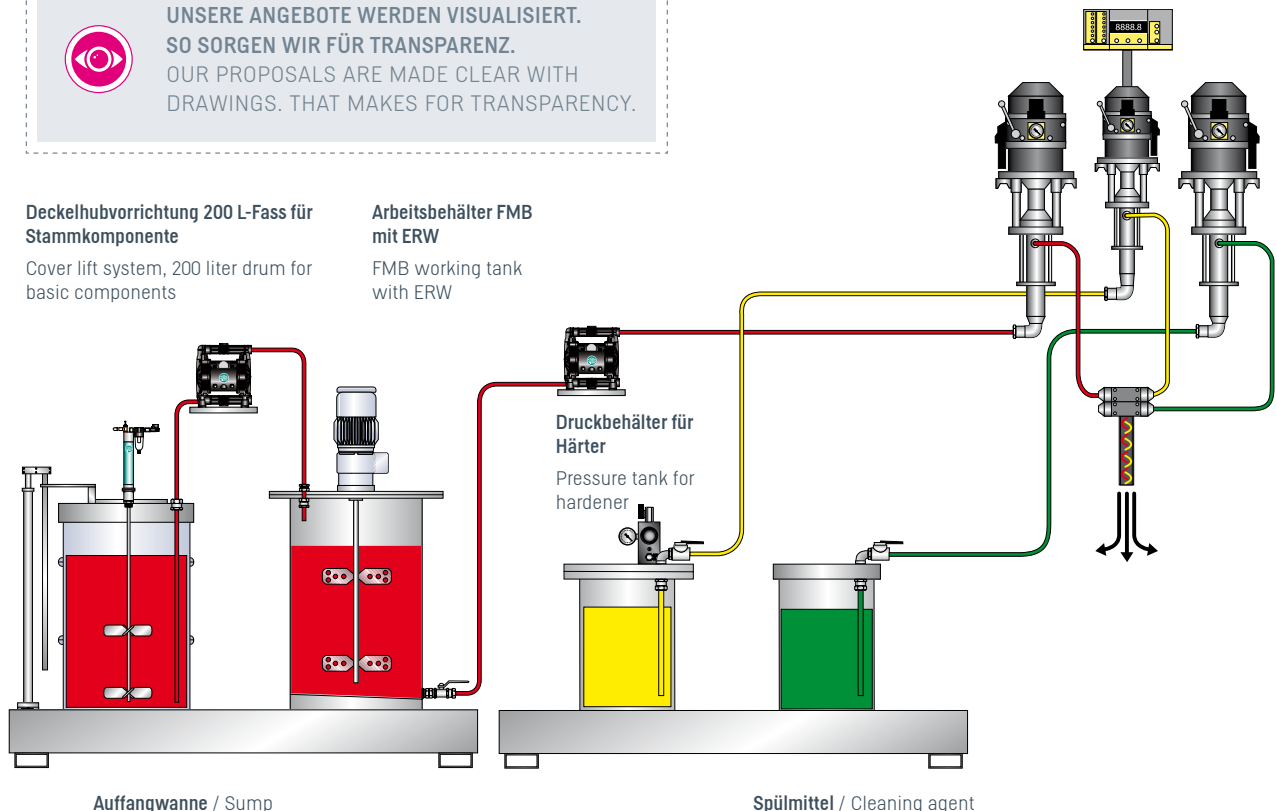 UNSERE ANGEBOTE WERDEN VISUALISIERT.
SO SORGEN WIR FÜR TRANSPARENZ.
OUR PROPOSALS ARE MADE CLEAR WITH
DRAWINGS. THAT MAKES FOR TRANSPARENCY.
8888.8
Deckelhubvorrichtung 200 L-Fass für
Stammkomponente
Cover lift system, 200 liter drum for
basic components
Arbeitsbehälter FMB
mit ERW
FMB working tank
with ERW
Druckbehälter für
Härter
Pressure tank for
hardener
Auffangwanne / Sump
Spülmittel / Cleaning agent